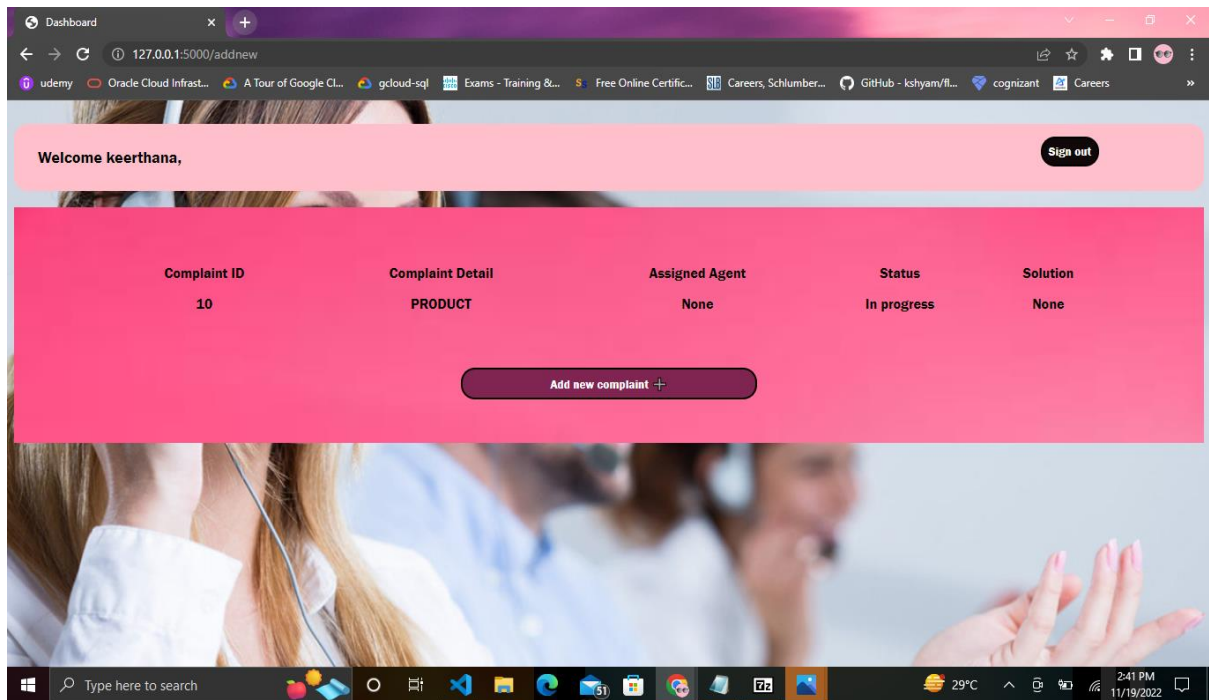 Dashboard
127.0.0.1:5000/addnew
udemy Oracle Cloud Infrast... A Tour of Google Cl... gcloud-sql Exams - Training &... Free Online Certific... Careers, Schlumber... GitHub - kshyam/fl... cognizant Careers »
Welcome keerthana,
Sign out
Complaint ID Complaint Detail Assigned Agent Status Solution
10 PRODUCT None In progress None
Add new complaint
Type here to search
51
7z
29°C
2:41 PM
11/19/2022